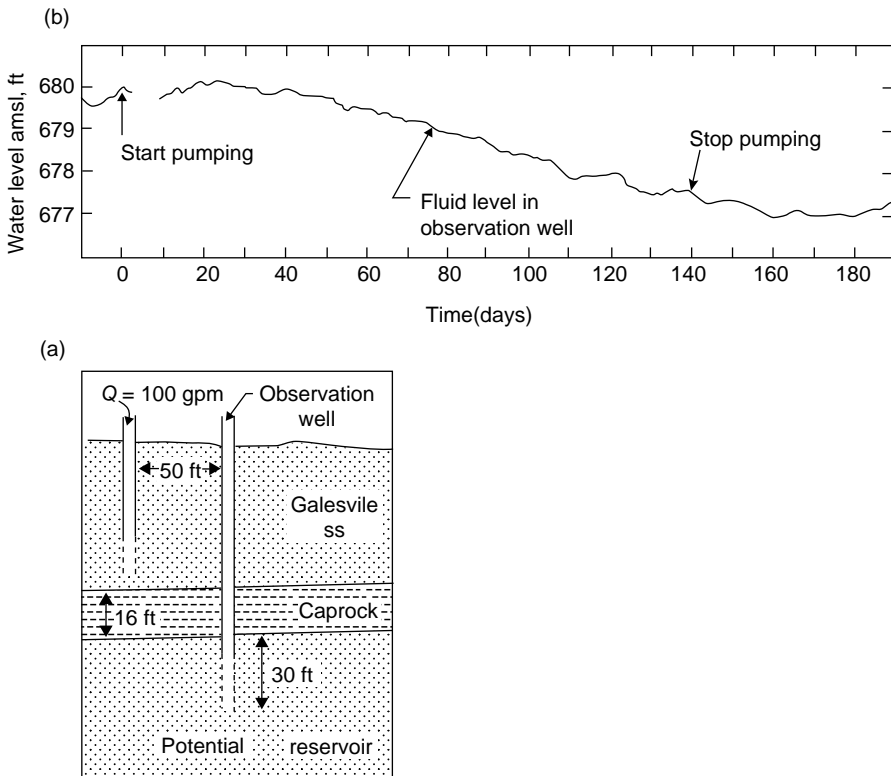 (b)
Water level amsl, ft
680
679
678
677
Start pumping
Fluid level in
observation well
Stop pumping
0 20 40 60 80 100 120 140 160 180
Time(days)
(a)
Q = 100 gpm
Observation
well
50 ft
Galesvile
ss
16 ft
Caprock
30 ft
Potential reservoir